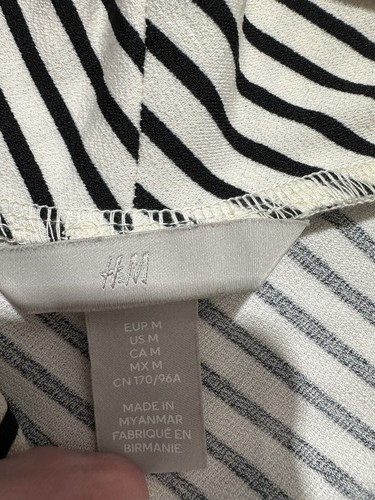 H&M
EUR M
US M
CA M
MX M
CN 170/96A
MADE IN
MYANMAR
FABRIQUÉ EN
BIRMANIE